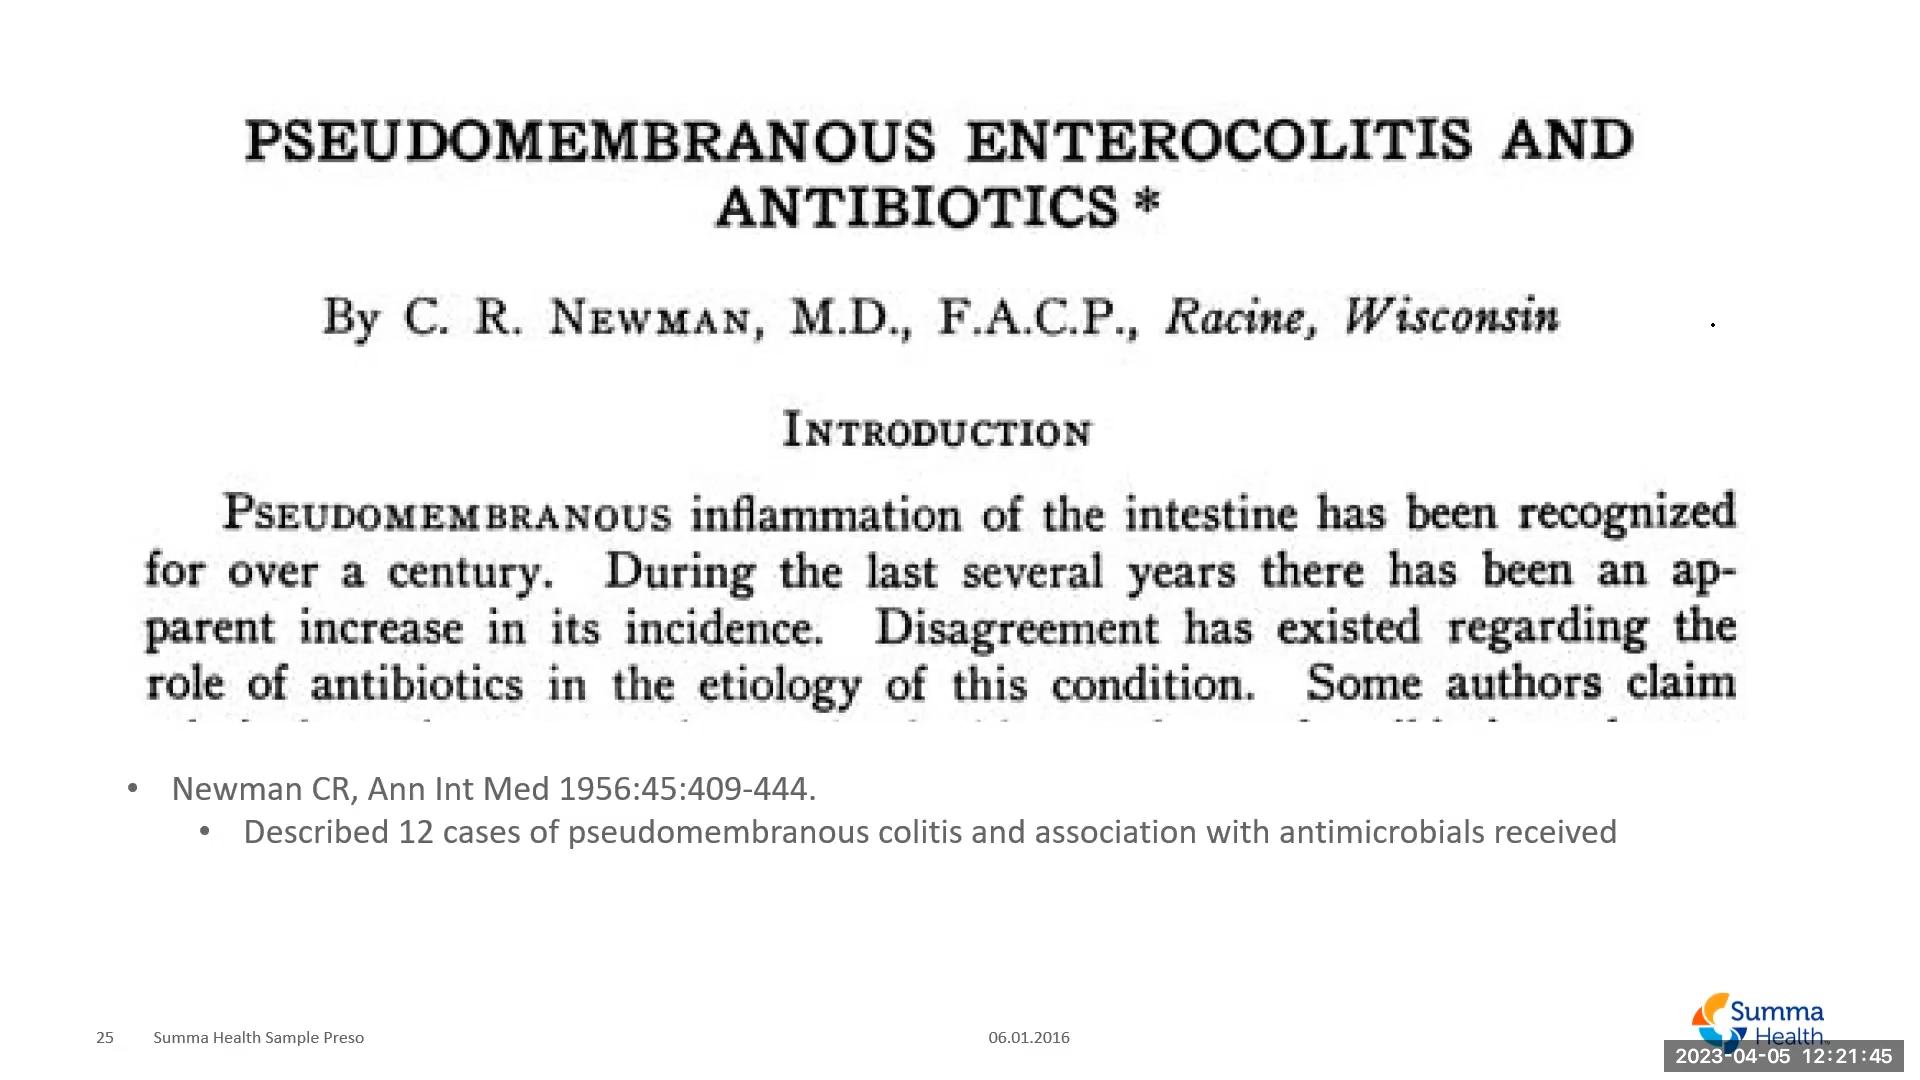 PSEUDOMEMBRANOUS ENTEROCOLITIS AND
ANTIBIOTICS *
By C. R. NEWMAN, M.D., F.A.C.P., Racine, Wisconsin
INTRODUCTION
PSEUDOMEMBRANOUS inflammation of the intestine has been recognized
for over a century. During the last several years there has been an ap-
parent increase in its incidence. Disagreement has existed regarding the
role of antibiotics in the etiology of this condition. Some authors claim
• Newman CR, Ann Int Med 1956:45:409-444.
• Described 12 cases of pseudomembranous colitis and association with antimicrobials received
25 Summa Health Sample Preso 06.01.2016
Summa
Health
2023-04-05 12:21:45